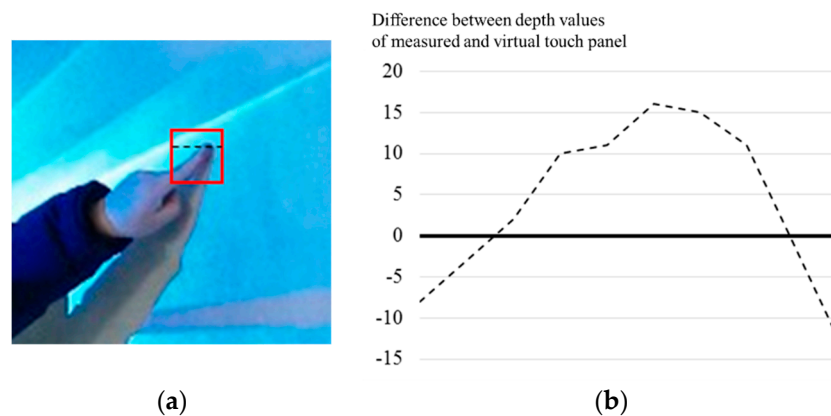 Difference between depth values
of measured and virtual touch panel
20
15
10
5
0
-5
-10
-15
(a)
(b)